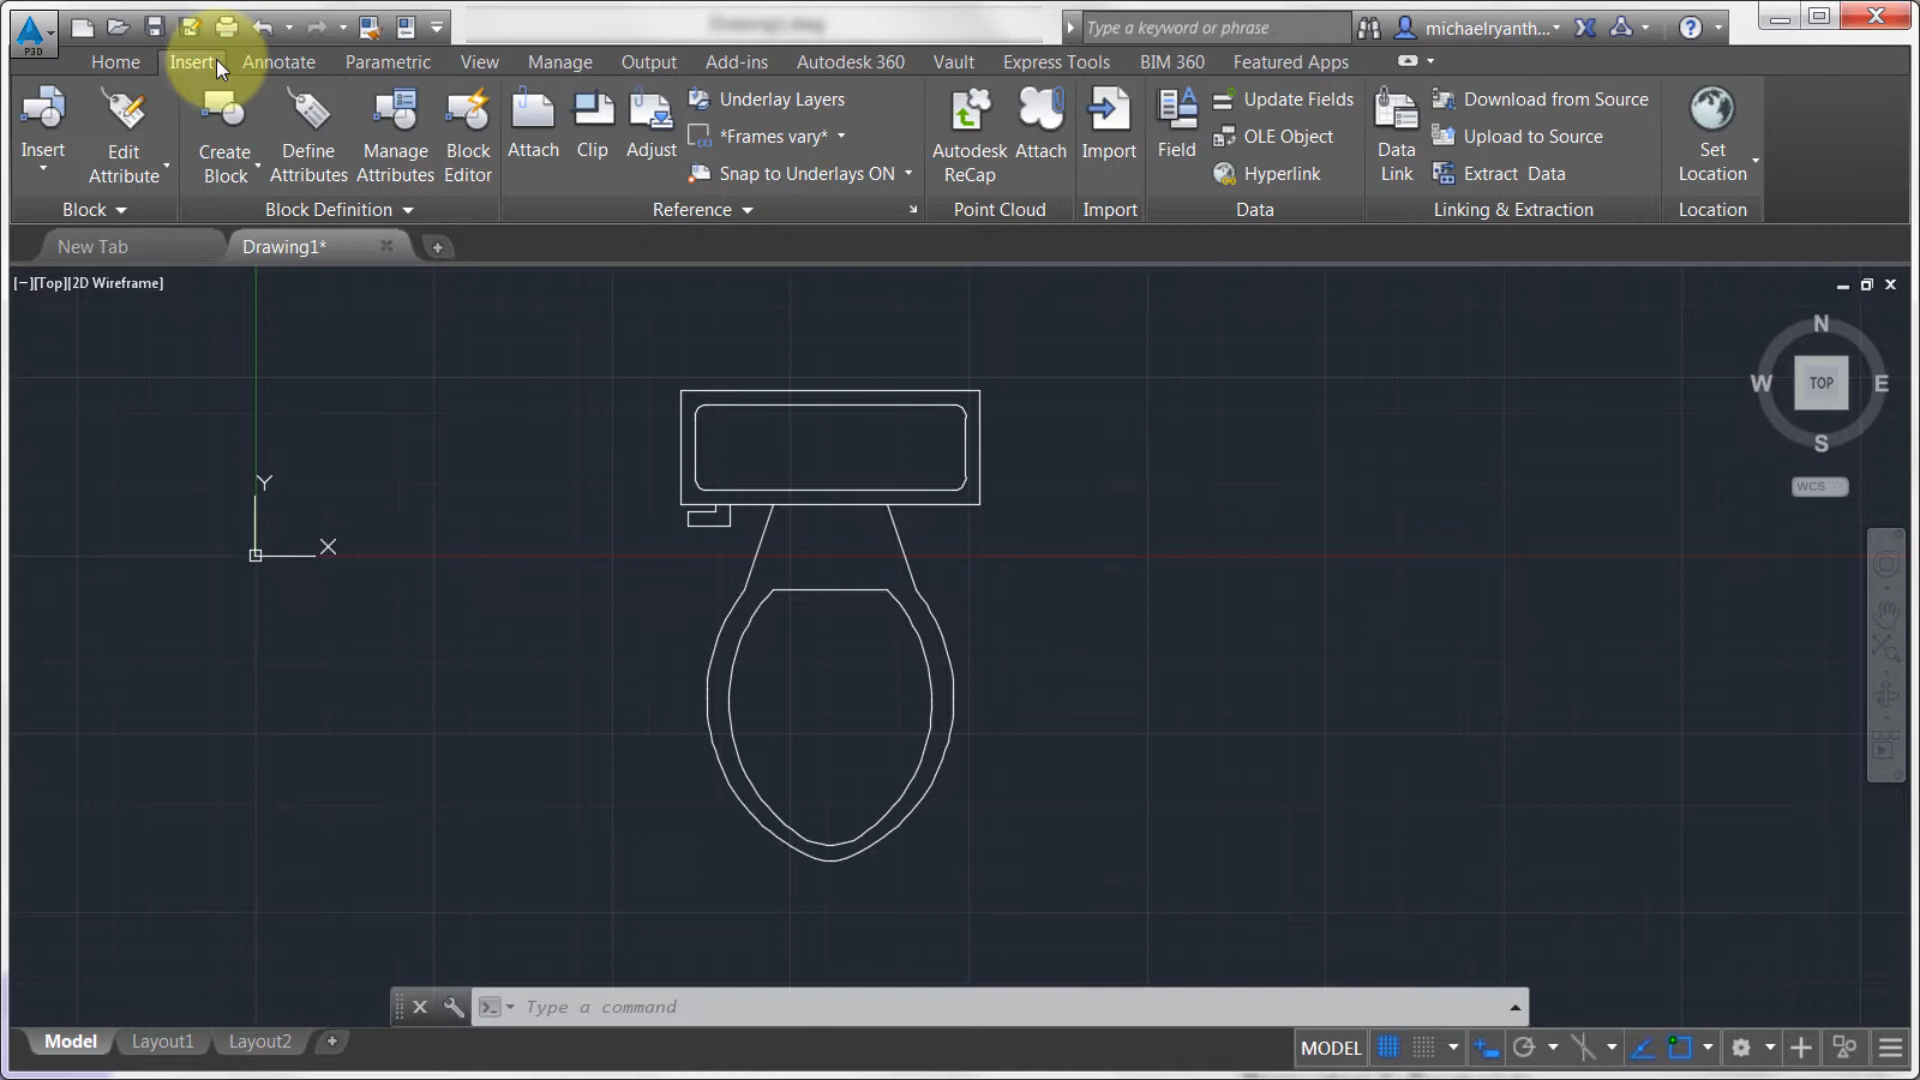 Type a keyword or phrase
michaelryanth...
P3D
Home Insert Annotate Parametric View Manage Output Add-ins Autodesk 360 Vault Express Tools BIM 360 Featured Apps
Insert
Edit
Attribute
Create
Block
Define
Attributes
Manage
Attributes
Block
Editor
Attach
Clip
Adjust
Underlay Layers
*Frames vary*
Snap to Underlays ON
Autodesk
ReCap
Attach
Import
Field
Update Fields
OLE Object
Hyperlink
Data
Link
Download from Source
Upload to Source
Extract Data
Set
Location
Block
Block Definition
Reference
Point Cloud
Import
Data
Linking & Extraction
Location
New Tab
Drawing1*
[−][Top][2D Wireframe]
N
W
TOP
E
S
WCS
Y
X
Type a command
Model
Layout1
Layout2
MODEL